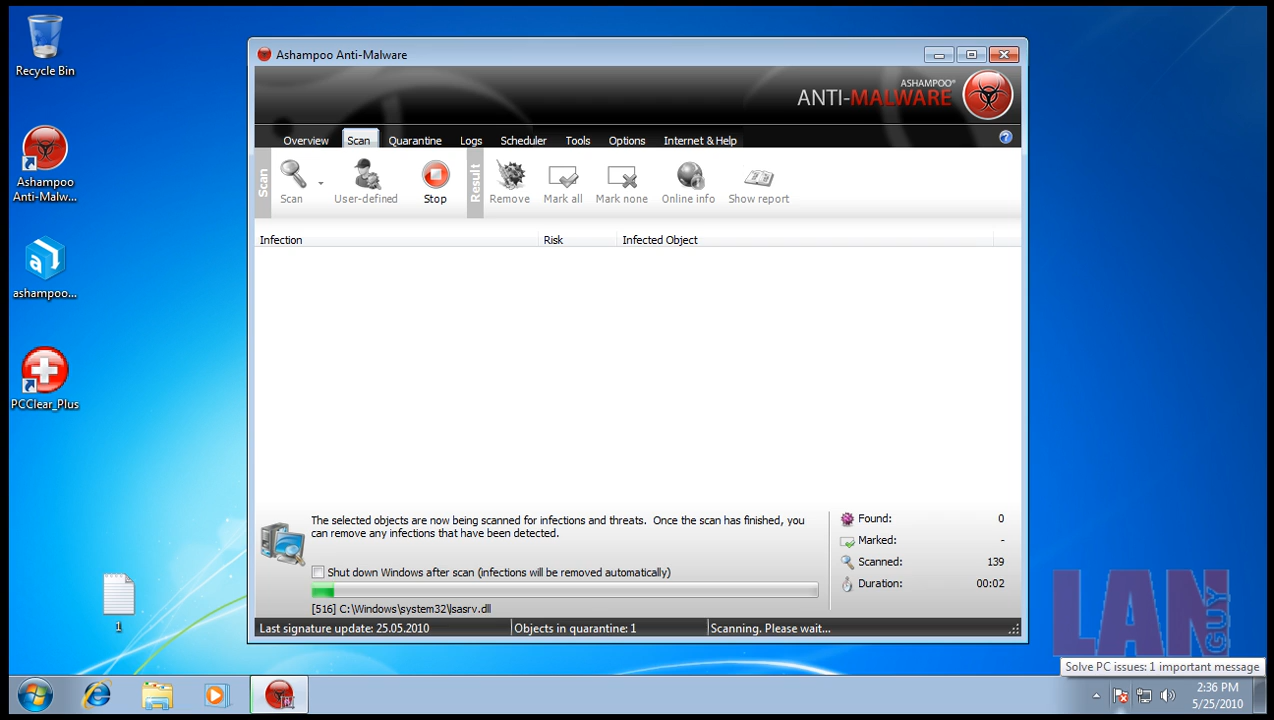 Recycle Bin
Ashampoo
Anti-Malw...
ashampoo...
PCClear_Plus
1
Ashampoo Anti-Malware
ASHAMPOO®
ANTI-MALWARE
Overview Scan Quarantine Logs Scheduler Tools Options Internet & Help
Scan
Scan User-defined Stop
Result
Remove Mark all Mark none Online info Show report
Infection Risk Infected Object
The selected objects are now being scanned for infections and threats. Once the scan has finished, you
can remove any infections that have been detected.
Shut down Windows after scan (infections will be removed automatically)
[516] C:\Windows\system32\lsasrv.dll
Found: 0
Marked: -
Scanned: 139
Duration: 00:02
Last signature update: 25.05.2010 Objects in quarantine: 1 Scanning. Please wait...
LAN GUY
Solve PC issues: 1 important message
2:36 PM
5/25/2010